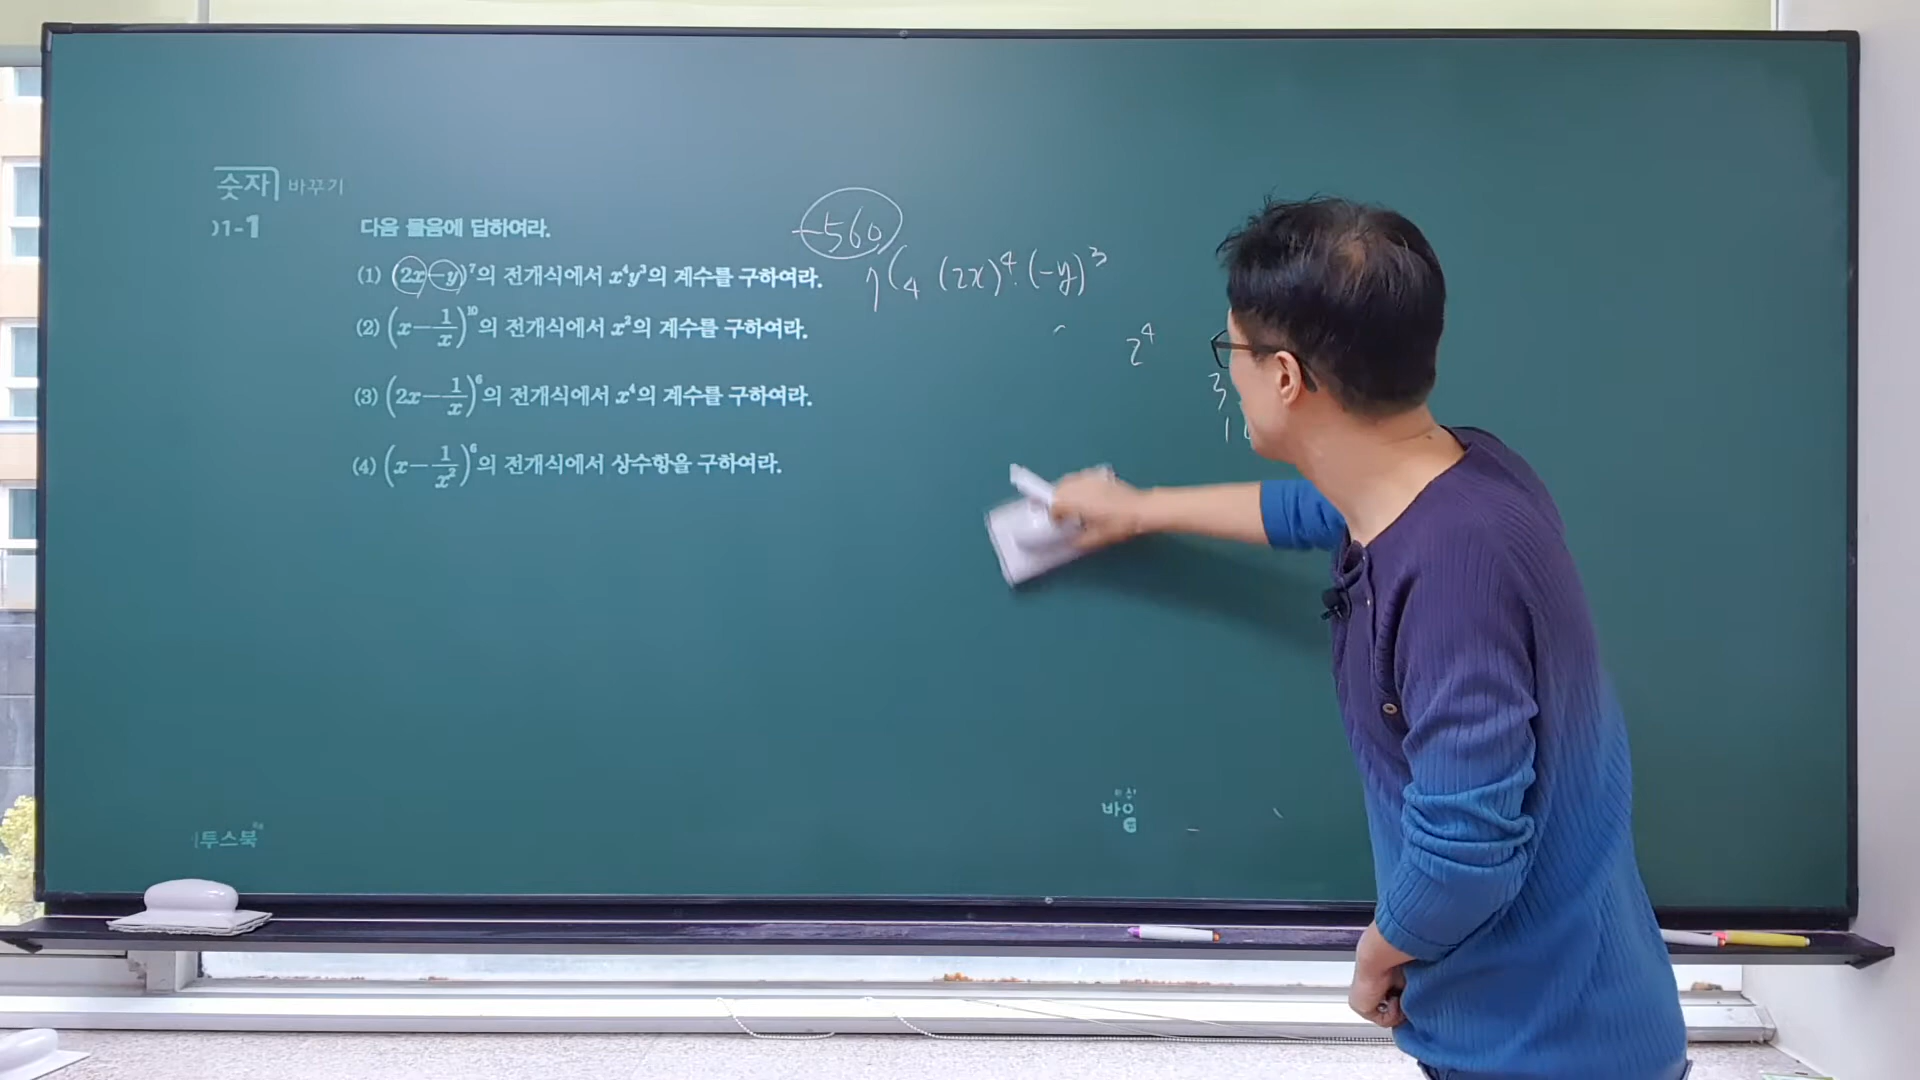 숫자 바꾸기
01-1 다음 물음에 답하여라.
(1) (2x-y)⁷의 전개식에서 x⁴y³의 계수를 구하여라.
(2) (x-1/x)¹⁰의 전개식에서 x²의 계수를 구하여라.
(3) (2x-1/x)⁶의 전개식에서 x⁴의 계수를 구하여라.
(4) (x-1/x²)⁶의 전개식에서 상수항을 구하여라.
-560
₇C₄ (2x)⁴·(-y)³
2⁴
3
투스북